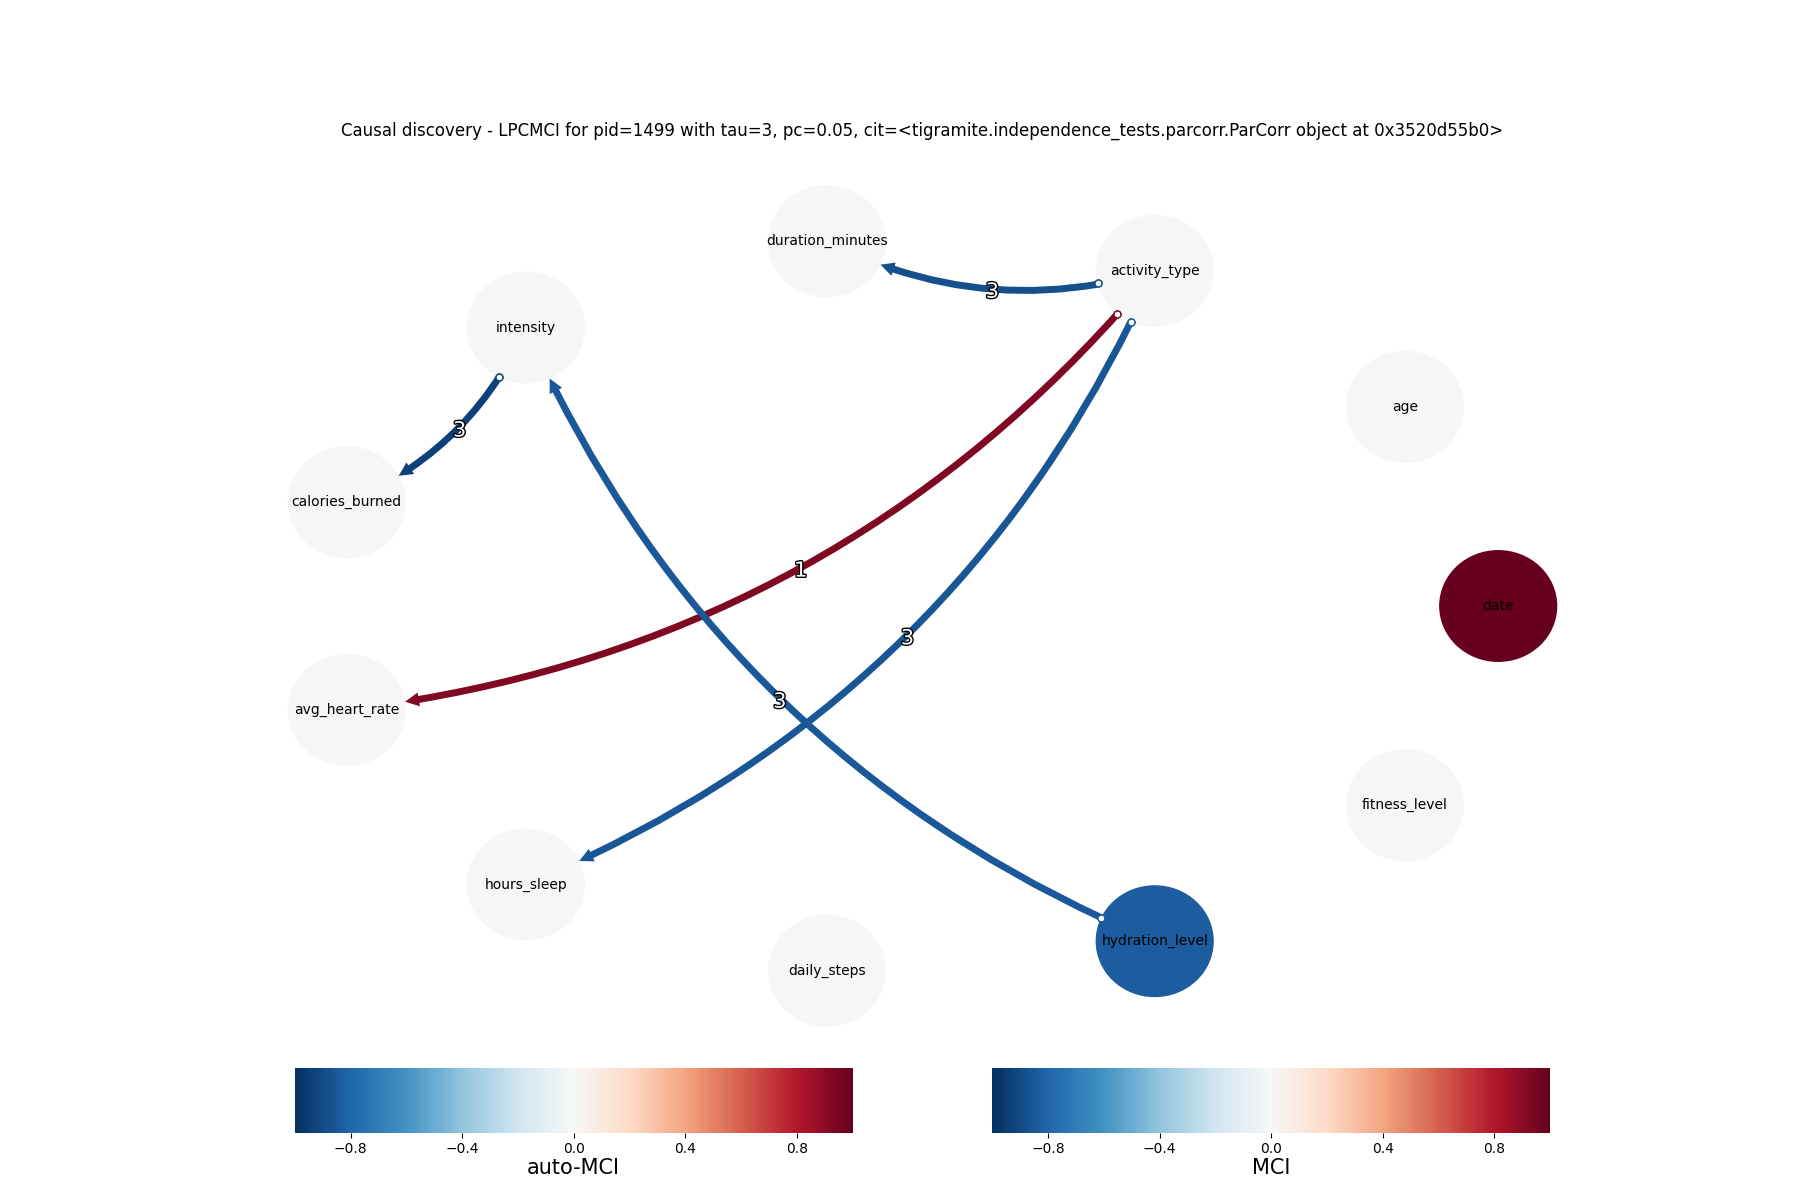 Causal discovery - LPCMCI for pid=1499 with tau=3, pc=0.05, cit=<tigramite.independence_tests.parcorr.ParCorr object at 0x3520d55b0>
duration_minutes
activity_type
3
intensity
age
3
calories_burned
1
date
3
3
avg_heart_rate
fitness_level
hours_sleep
hydration_level
daily_steps
−0.8 −0.4 0.0 0.4 0.8
auto-MCI
−0.8 −0.4 0.0 0.4 0.8
MCI